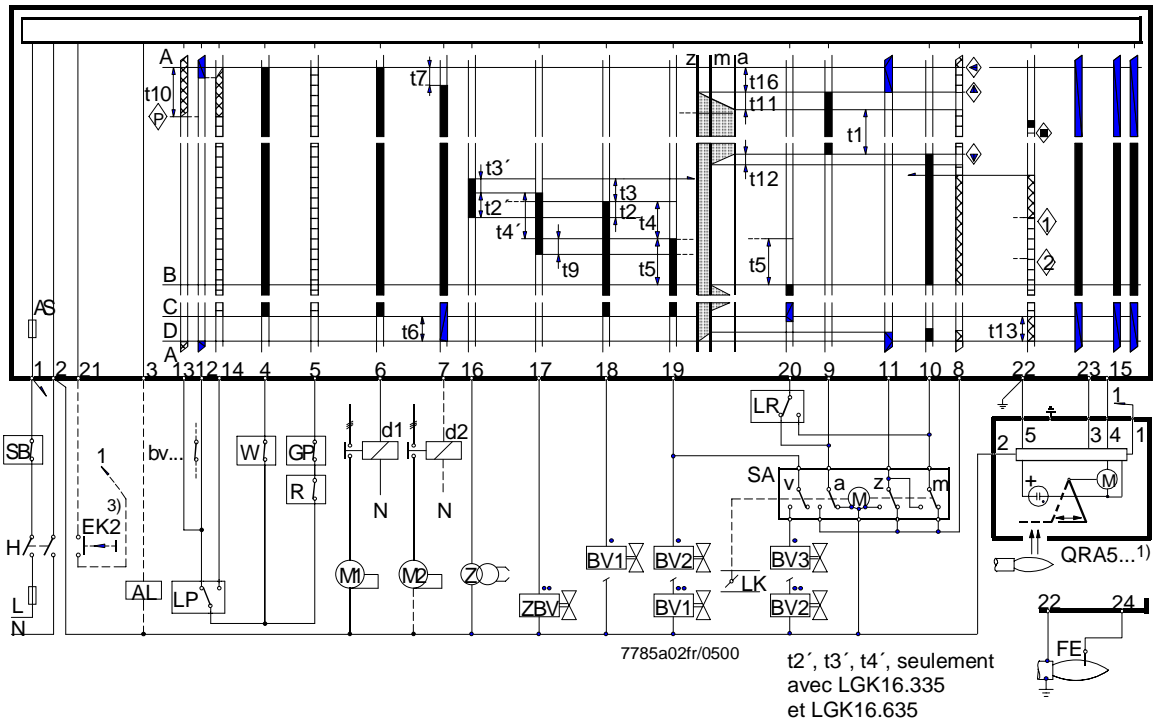 A z m a
t7 t16
t10 t11
P t1
t3´ t12
t2´ t3
t2
t4´ t4 1
t9 t5 t5 2
B
AS C
D t6 t13
A
1 2 21 3 13 12 14 4 5 6 7 16 17 18 19 20 9 11 10 8 22 23 15
LR 1
d1 d2 2 5 3 4 1
SB bv... W GP SA v a z m
1 R M + M
3) N N
EK2
H QRA5...1)
BV1 BV2 BV3
M1 M2 Z LK
L AL LP ZBV BV1 BV2 22 24
N
7785a02fr/0500 FE
t2´, t3´, t4´, seulement
avec LGK16.335
et LGK16.635